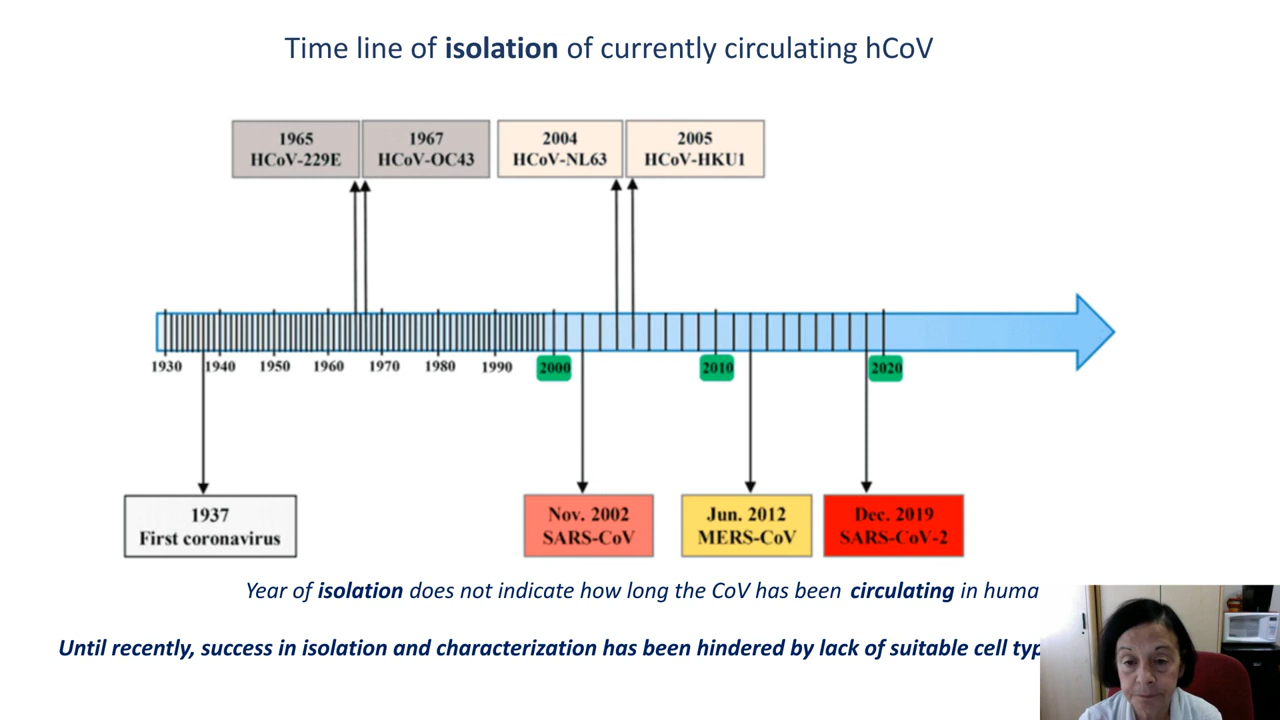 Time line of isolation of currently circulating hCoV
1965
HCoV-229E
1967
HCoV-OC43
2004
HCoV-NL63
2005
HCoV-HKU1
1930 1940 1950 1960 1970 1980 1990 2000 2010 2020
1937
First coronavirus
Nov. 2002
SARS-CoV
Jun. 2012
MERS-CoV
Dec. 2019
SARS-CoV-2
Year of isolation does not indicate how long the CoV has been circulating in
Until recently, success in isolation and characterization has been hindered by lack of suitable cell